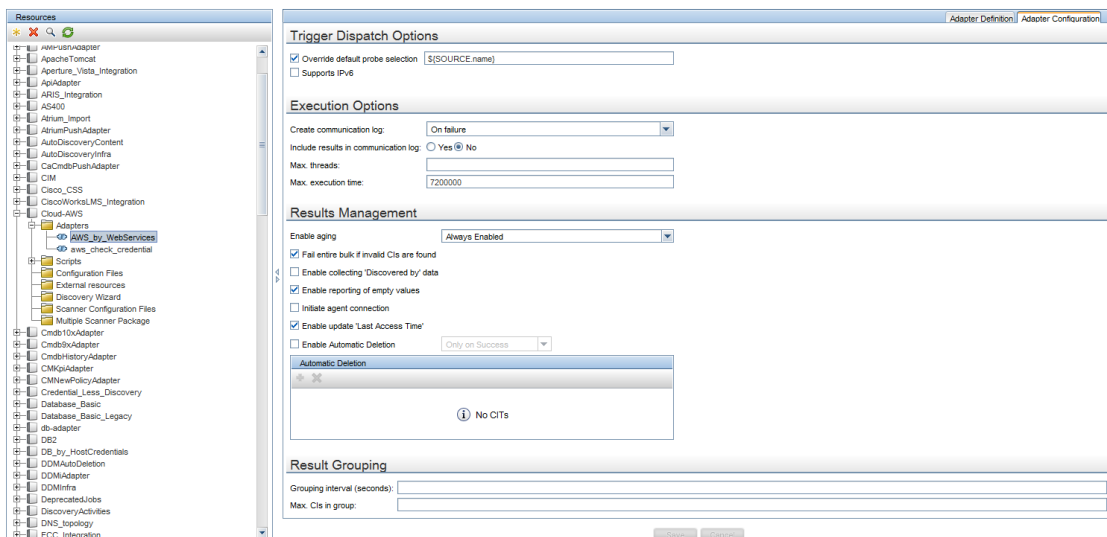 Resources
AMPushAdapter
ApacheTomcat
Aperture_Vista_Integration
ApiAdapter
ARIS_Integration
AS400
Atrium_Import
AtriumPushAdapter
AutoDiscoveryContent
AutoDiscoveryInfra
CaCmdbPushAdapter
CIM
Cisco_CSS
CiscoWorksLMS_Integration
Cloud-AWS
Adapters
AWS_by_WebServices
aws_check_credential
Scripts
Configuration Files
External resources
Discovery Wizard
Scanner Configuration Files
Multiple Scanner Package
Cmdb10xAdapter
Cmdb9xAdapter
CmdbHistoryAdapter
CMKpiAdapter
CMNewPolicyAdapter
Credential_Less_Discovery
Database_Basic
Database_Basic_Legacy
db-adapter
DB2
DB_by_HostCredentials
DDMAutoDeletion
DDMiAdapter
DDMInfra
DeprecatedJobs
DiscoveryActivities
DNS_topology
ECC_Integration
Adapter Definition Adapter Configuration
Trigger Dispatch Options
Override default probe selection ${SOURCE.name}
Supports IPv6
Execution Options
Create communication log: On failure
Include results in communication log: Yes No
Max. threads:
Max. execution time: 7200000
Results Management
Enable aging Always Enabled
Fail entire bulk if invalid CIs are found
Enable collecting 'Discovered by' data
Enable reporting of empty values
Initiate agent connection
Enable update 'Last Access Time'
Enable Automatic Deletion Only on Success
Automatic Deletion
No CITs
Result Grouping
Grouping interval (seconds):
Max. CIs in group:
Save Cancel